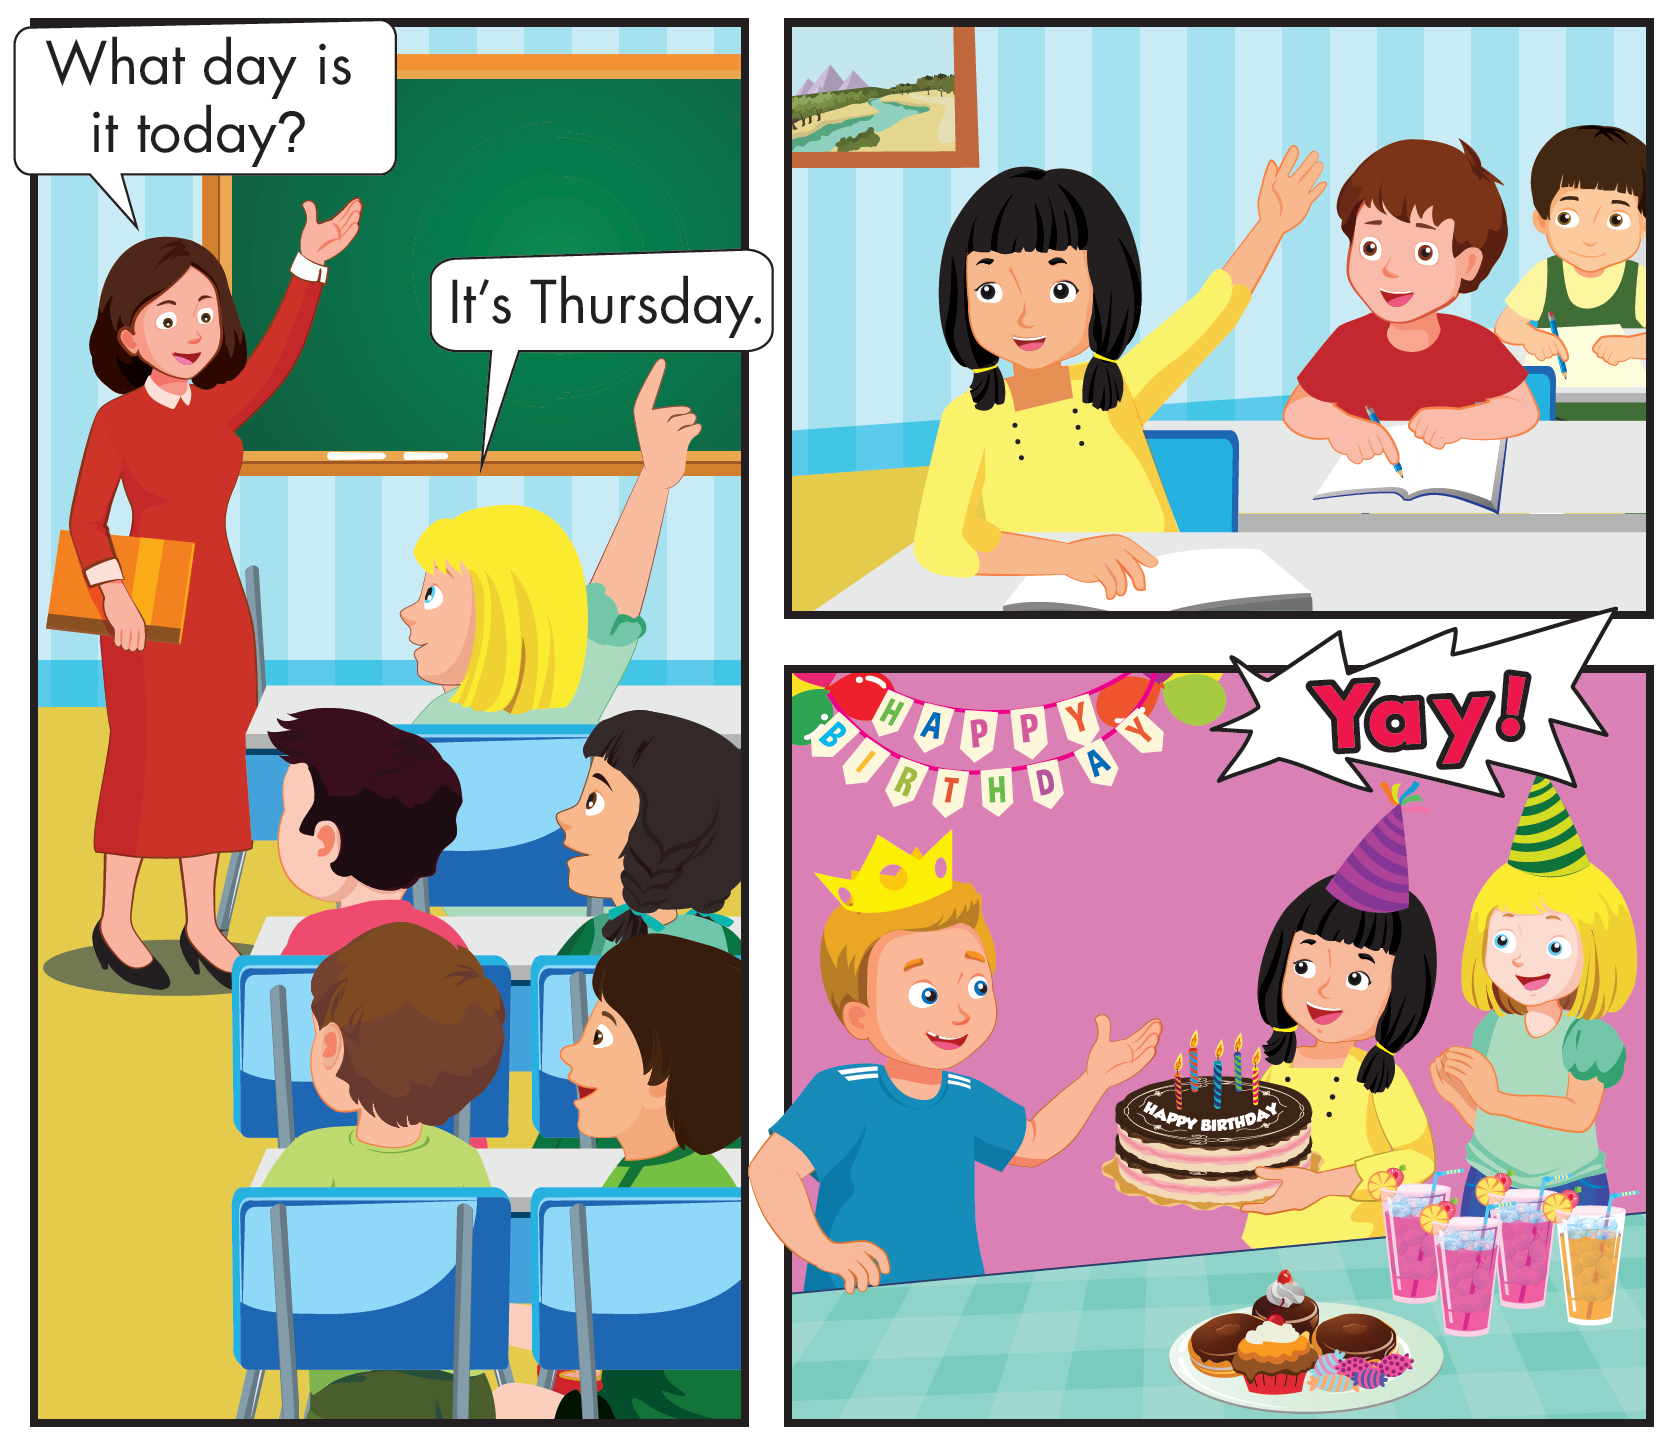 What day is
it today?
It's Thursday.
Yay!
HAPPY
BIRTHDAY
HAPPY BIRTHDAY